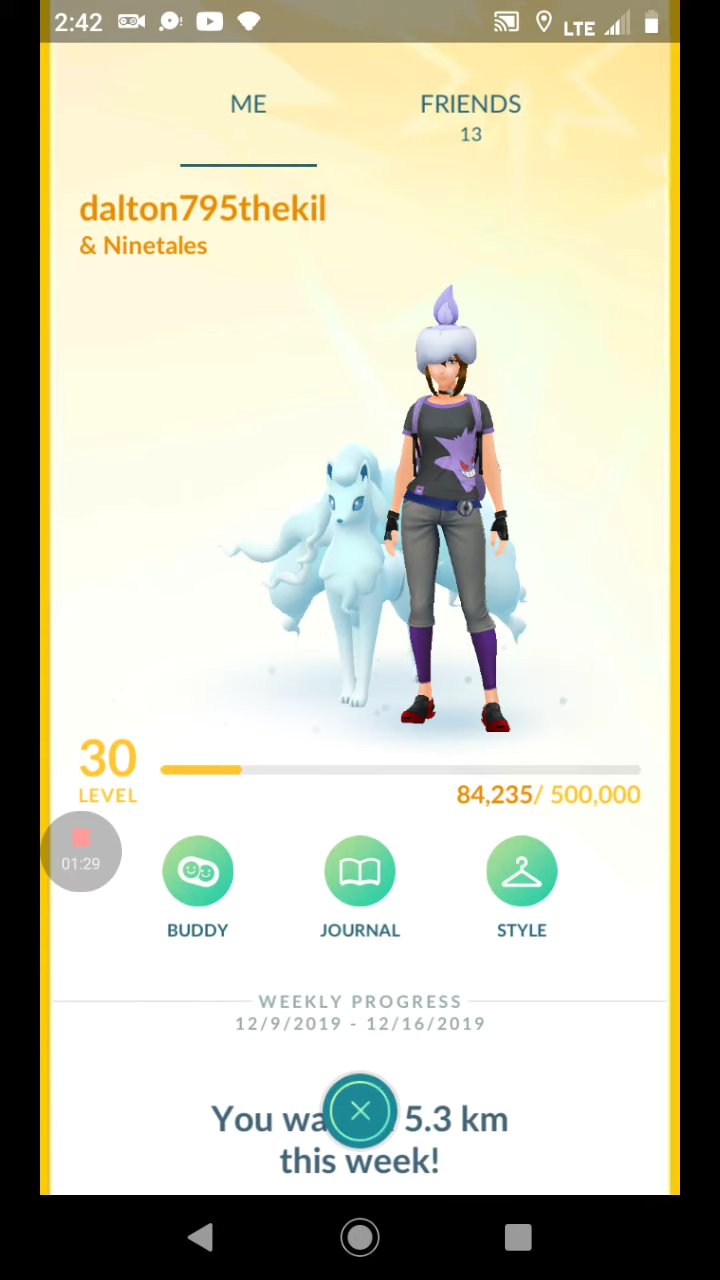 2:42
LTE
ME
FRIENDS
13
dalton795thekil
& Ninetales
30
LEVEL
84,235/ 500,000
01:29
BUDDY
JOURNAL
STYLE
WEEKLY PROGRESS
12/9/2019 - 12/16/2019
You 5.3 km
this week!